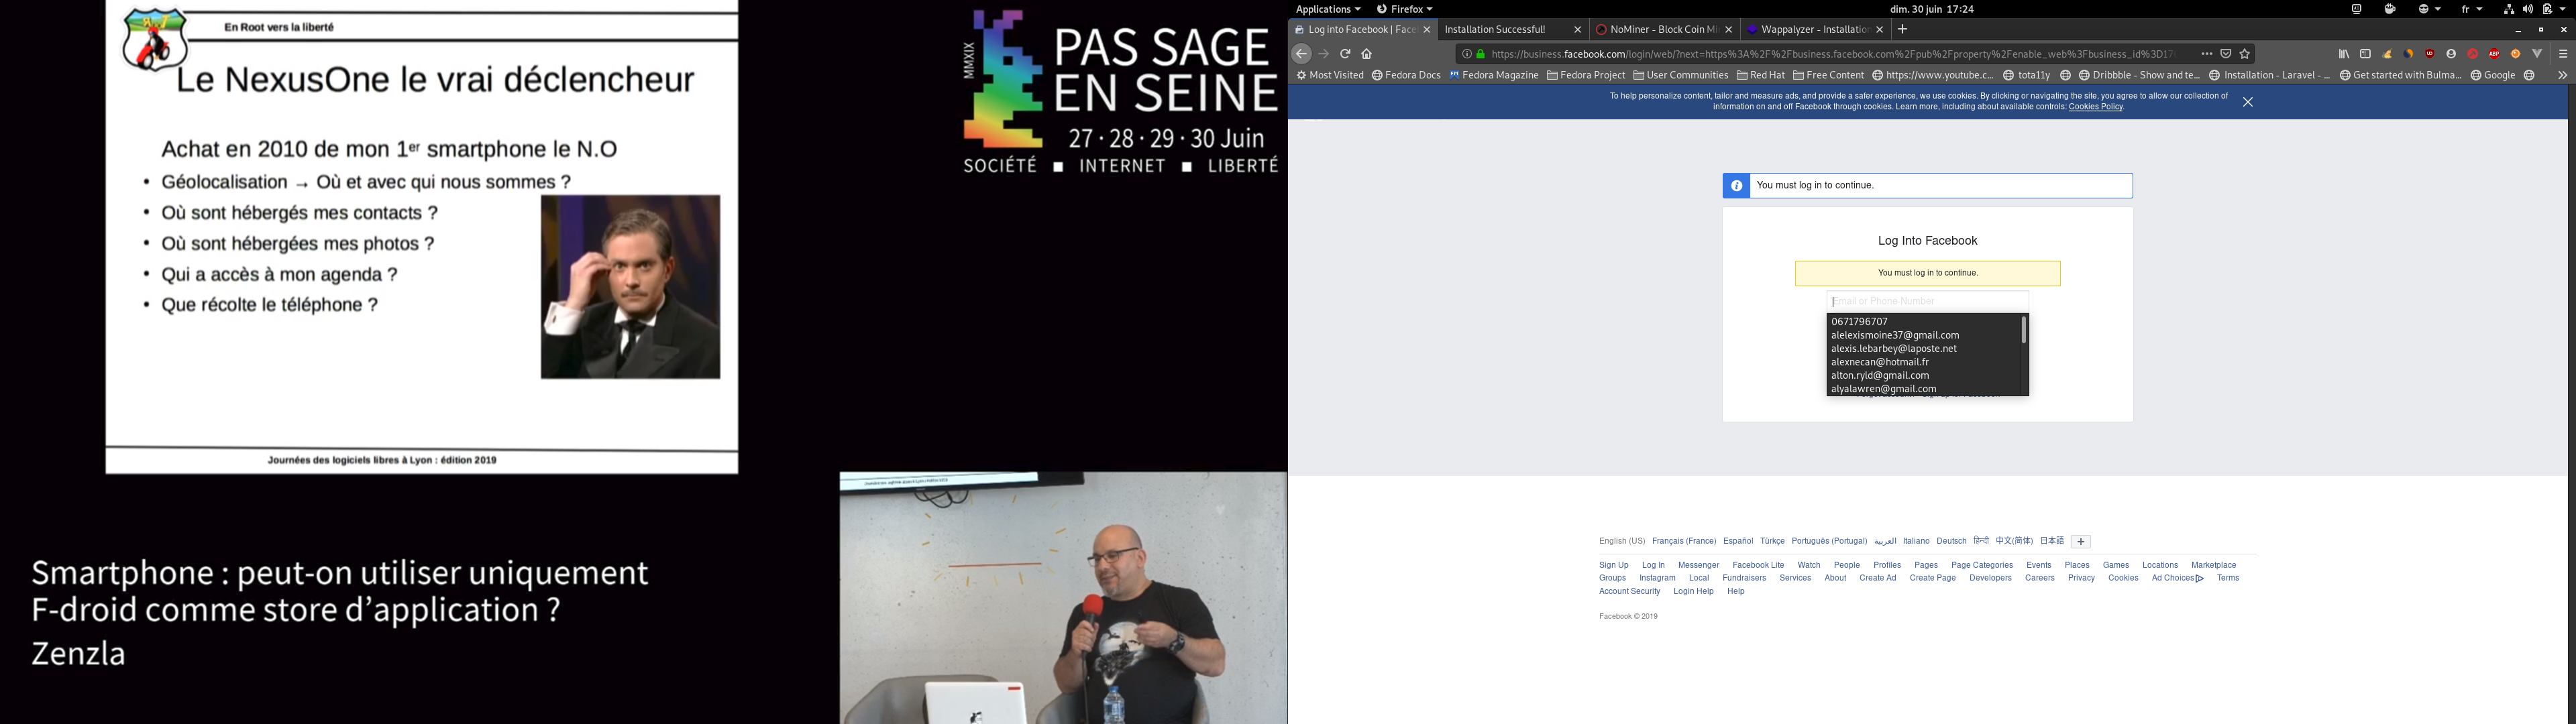 En Root vers la liberté
Le NexusOne le vrai déclencheur
Achat en 2010 de mon 1er smartphone le N.O
• Géolocalisation → Où et avec qui nous sommes ?
• Où sont hébergés mes contacts ?
• Où sont hébergées mes photos ?
• Qui a accès à mon agenda ?
• Que récolte le téléphone ?
Journées des logiciels libres à Lyon : édition 2019
MMXIX
PAS SAGE
EN SEINE
27 · 28 · 29 · 30 Juin
SOCIÉTÉ ■ INTERNET ■ LIBERTÉ
Smartphone : peut-on utiliser uniquement
F-droid comme store d'application ?
Zenzla
Applications Firefox dim. 30 juin 17:24 fr
Log into Facebook | Face Installation Successful! NoMiner - Block Coin Mi Wappalyzer - Installation
https://business.facebook.com/login/web/?next=https%3A%2F%2Fbusiness.facebook.com%2Fpub%2Fproperty%2Fenable_web%3Fbusiness_id%3D17
Most Visited Fedora Docs Fedora Magazine Fedora Project User Communities Red Hat Free Content https://www.youtube.c... tota11y Dribbble - Show and te... Installation - Laravel - ... Get started with Bulma... Google
To help personalize content, tailor and measure ads, and provide a safer experience, we use cookies. By clicking or navigating the site, you agree to allow our collection of
information on and off Facebook through cookies. Learn more, including about available controls: Cookies Policy.
You must log in to continue.
Log Into Facebook
You must log in to continue.
Email or Phone Number
0671796707
alelexismoine37@gmail.com
alexis.lebarbey@laposte.net
alexnecan@hotmail.fr
alton.ryld@gmail.com
alyalawren@gmail.com
English (US) Français (France) Español Türkçe Português (Portugal) العربية Italiano Deutsch हिन्दी 中文(简体) 日本語
Sign Up Log In Messenger Facebook Lite Watch People Profiles Pages Page Categories Events Places Games Locations Marketplace
Groups Instagram Local Fundraisers Services About Create Ad Create Page Developers Careers Privacy Cookies Ad Choices Terms
Account Security Login Help Help
Facebook © 2019